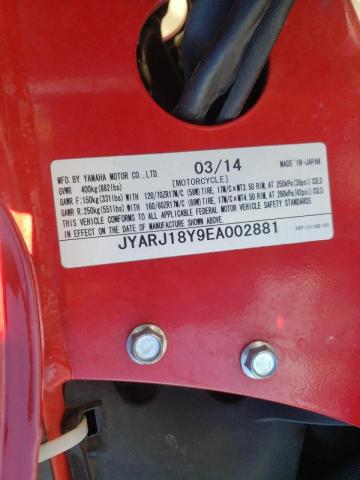 03/14
MADE IN JAPAN
MFD. BY YAMAHA MOTOR CO., LTD. [MOTORCYCLE]
GVWR 400kg(882lbs)
GAWR F:150kg(331lbs) WITH 120/70ZR17M/C (58W) TIRE, 17M/C×MT3.50 RIM, AT 250kPa(36psi) COLD
GAWR R:250kg(551lbs) WITH 160/60ZR17M/C (69W) TIRE, 17M/C×MT4.50 RIM, AT 290kPa(42psi) COLD
THIS VEHICLE CONFORMS TO ALL APPLICABLE FEDERAL MOTOR VEHICLE SAFETY STANDARDS
IN EFFECT ON THE DATE OF MANUFACTURE SHOWN ABOVE.
JYARJ18Y9EA002881